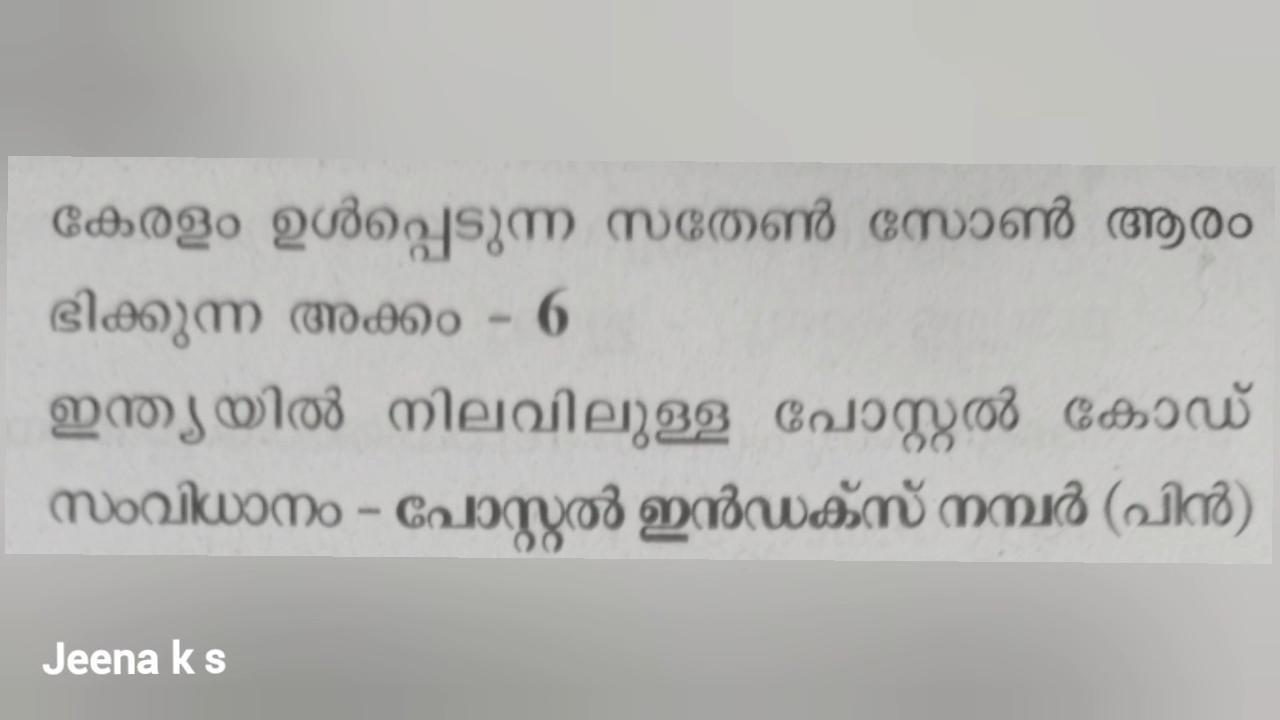 കേരളം ഉൾപ്പെടുന്ന സതേൺ സോൺ ആരം
ഭിക്കുന്ന അക്കം - 6
ഇന്ത്യയിൽ നിലവിലുള്ള പോസ്റ്റൽ കോഡ്
സംവിധാനം - പോസ്റ്റൽ ഇൻഡക്സ് നമ്പർ (പിൻ)
Jeena k s